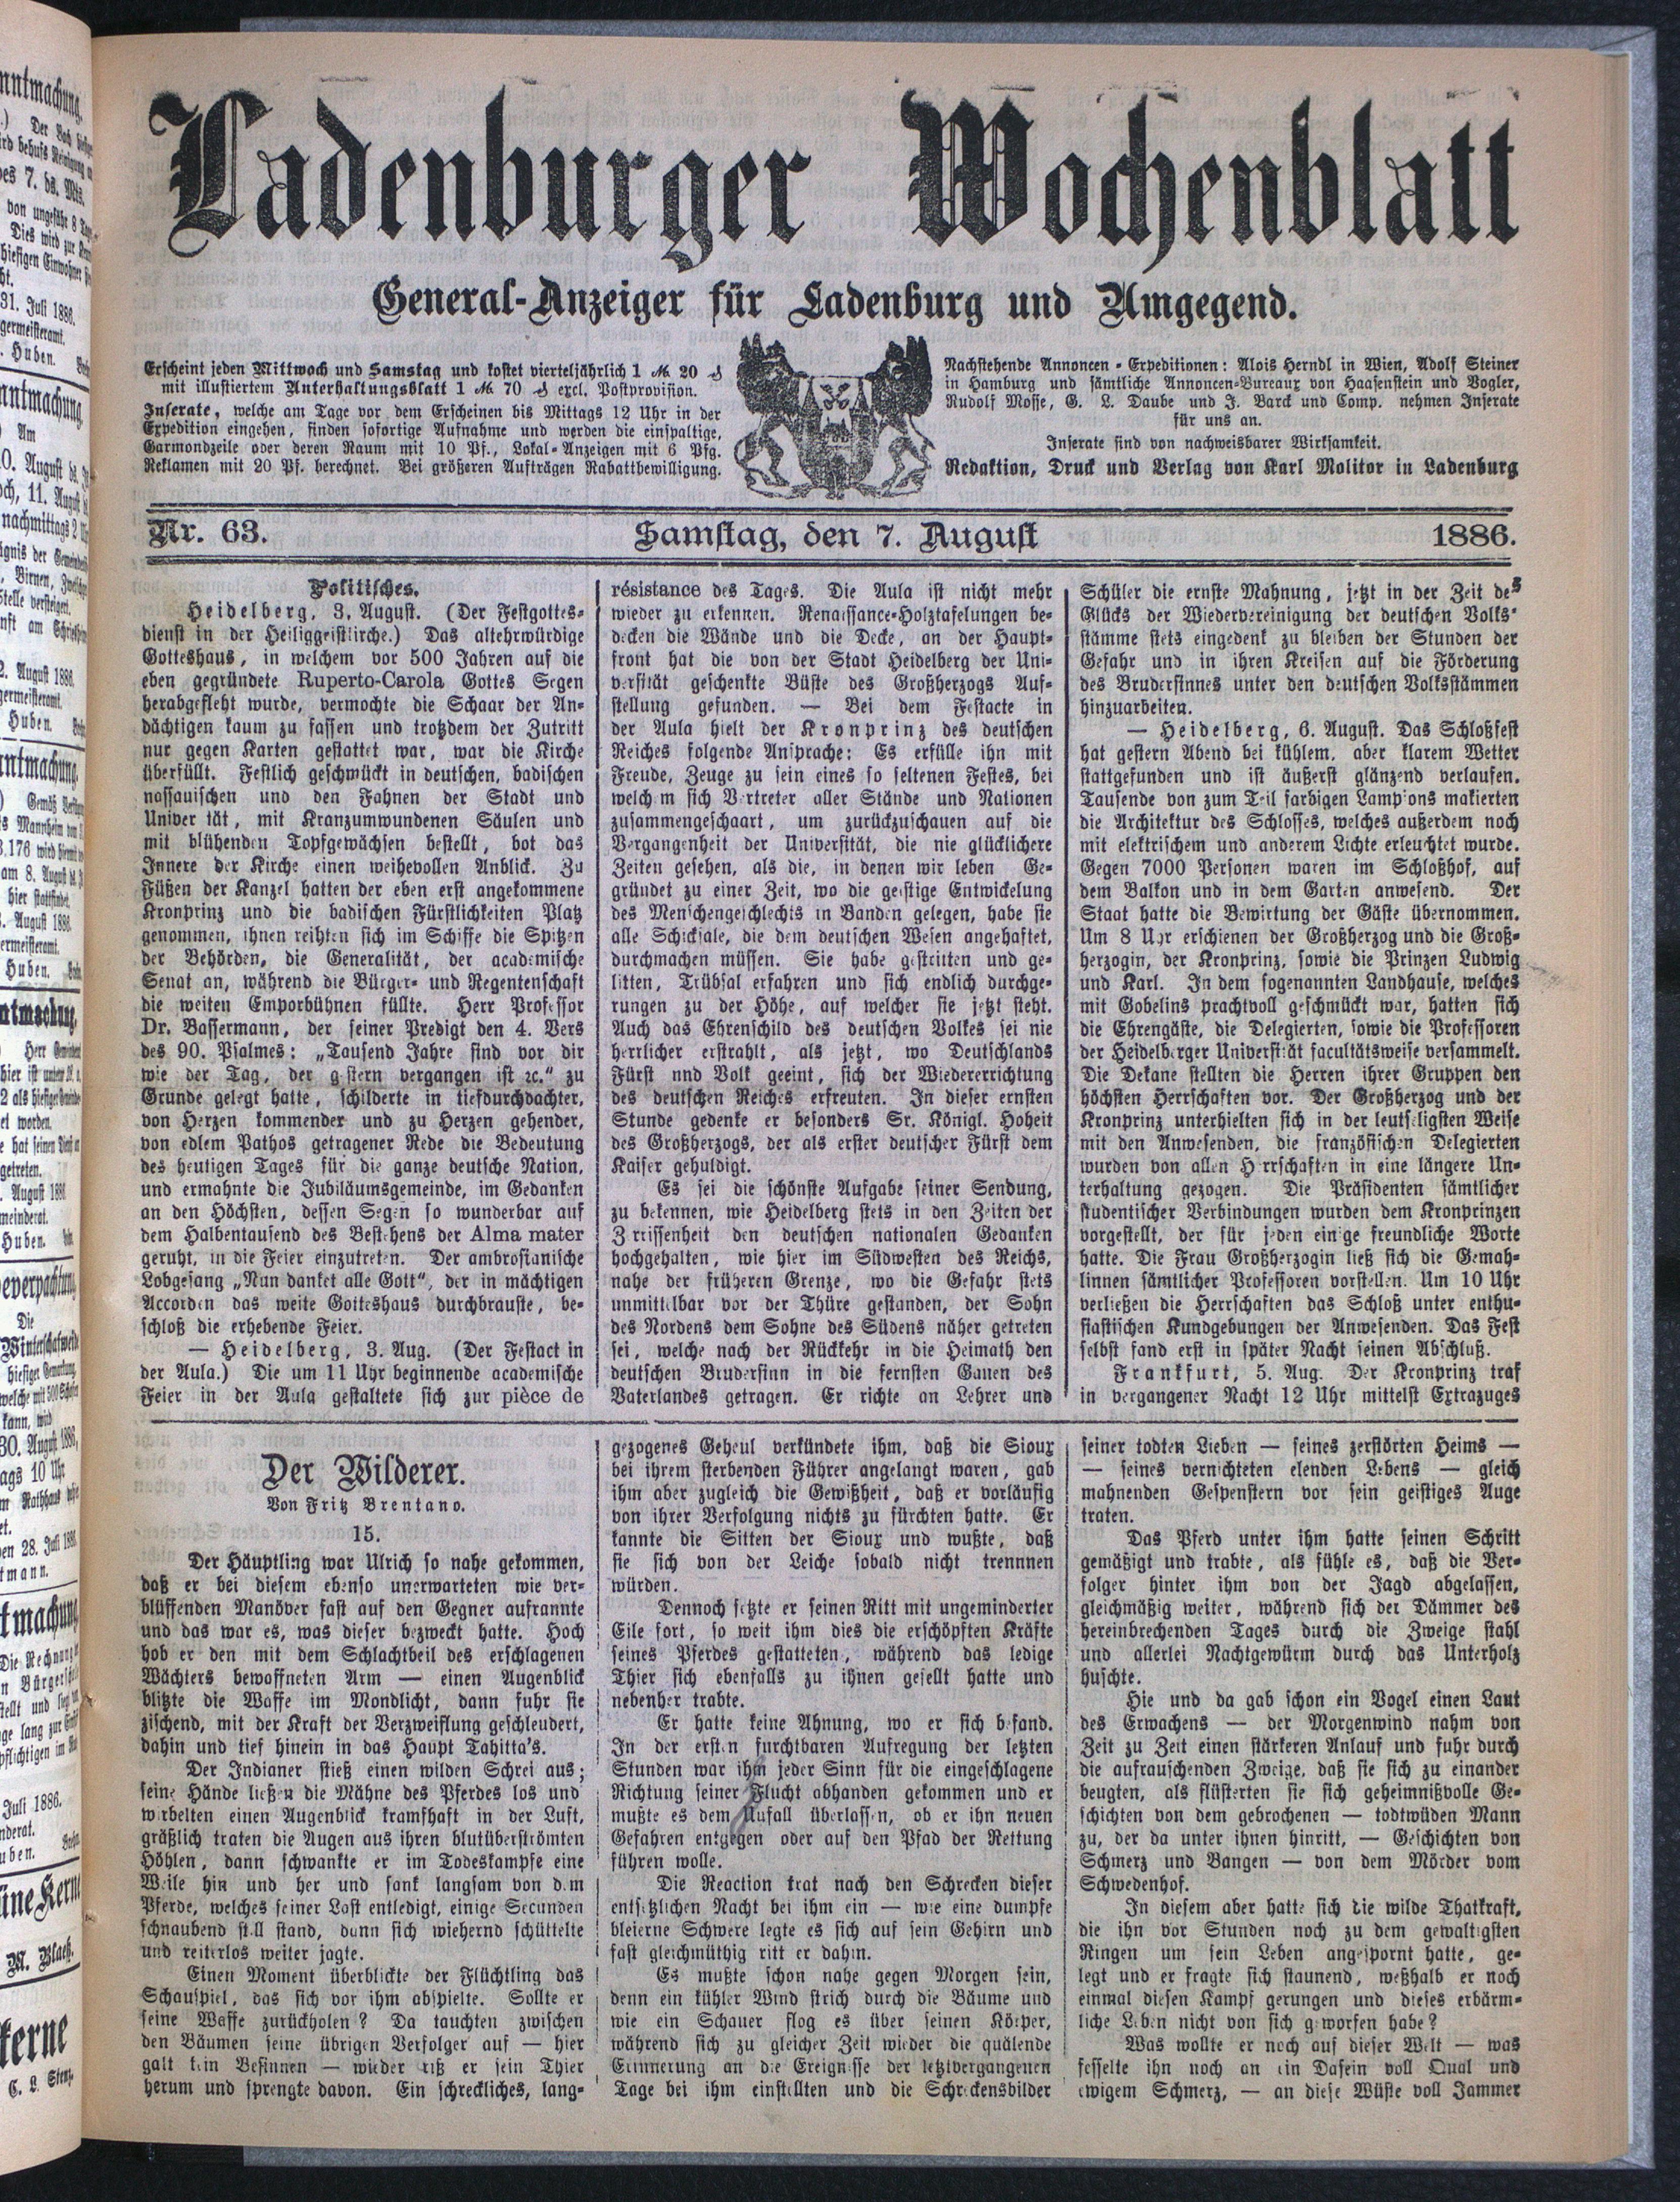 Ladenburger Wochenblatt
General-Anzeiger für Ladenburg und Umgegend.
Erscheint jeden Mittwoch und Samstag und kostet vierteljährlich 1 ℳ 20 ₰
mit illustiertem Unterhaltungsblatt 1 ℳ 70 ₰ excl. Postprovision.
Inserate, welche am Tage vor dem Erscheinen bis Mittags 12 Uhr in der
Expedition eingehen, finden sofortige Aufnahme und werden die einspaltige,
Garmondzeile oder deren Raum mit 10 Pf., Lokal-Anzeigen mit 6 Pfg.
Reklamen mit 20 Pf. berechnet. Bei größeren Aufträgen Rabattbewilligung.
Nachstehende Annoncen-Expeditionen: Alois Herndl in Wien, Adolf Steiner
in Hamburg und sämtliche Annoncen-Bureaux von Haasenstein und Vogler,
Rudolf Mosse, G. L. Daube und J. Barck und Comp. nehmen Inserate
für uns an.
Inserate sind von nachweisbarer Wirksamkeit.
Redaktion, Druck und Verlag von Karl Molitor in Ladenburg
Nr. 63. Samstag, den 7. August 1886.
Politisches.
Heidelberg, 3. August. (Der Festgottes-
dienst in der Heiliggeistkirche.) Das altehrwürdige
Gotteshaus, in welchem vor 500 Jahren auf die
eben gegründete Ruperto-Carola Gottes Segen
herabgefleht wurde, vermochte die Schaar der An-
dächtigen kaum zu fassen und trotzdem der Zutritt
nur gegen Karten gestattet war, war die Kirche
überfüllt. Festlich geschmückt in deutschen, badischen
nassauischen und den Fahnen der Stadt und
Univer tät, mit Kranzumwundenen Säulen und
mit blühenden Topfgewächsen bestellt, bot das
Innere der Kirche einen weihevollen Anblick. Zu
Füßen der Kanzel hatten der eben erst angekommene
Kronprinz und die badischen Fürstlichkeiten Platz
genommen, ihnen reihten sich im Schiffe die Spitzen
der Behörden, die Generalität, der academische
Senat an, während die Bürger- und Regentenschaft
die weiten Emporbühnen füllte. Herr Professor
Dr. Bassermann, der seiner Predigt den 4. Vers
des 90. Psalmes: „Tausend Jahre sind vor dir
wie der Tag, der g stern vergangen ist ꝛc.“ zu
Grunde gelegt hatte, schilderte in tiefdurchdachter,
von Herzen kommender und zu Herzen gehender,
von edlem Pathos getragener Rede die Bedeutung
des heutigen Tages für die ganze deutsche Nation,
und ermahnte die Jubiläumsgemeinde, im Gedanken
an den Höchsten, dessen Segen so wunderbar auf
dem Halbentausend des Bestehens der Alma mater
geruht, in die Feier einzutreten. Der ambrosianische
Lobgesang „Nun danket alle Gott“, der in mächtigen
Accorden das weite Gotteshaus durchbrauste, be-
schloß die erhebende Feier.
— Heidelberg, 3. Aug. (Der Festact in
der Aula.) Die um 11 Uhr beginnende academische
Feier in der Aula gestaltete sich zur pièce de
résistance des Tages. Die Aula ist nicht mehr
wieder zu erkennen. Renaissance-Holztafelungen be-
decken die Wände und die Decke, an der Haupt-
front hat die von der Stadt Heidelberg der Uni-
versität geschenkte Büste des Großherzogs Auf-
stellung gefunden. — Bei dem Festacte in
der Aula hielt der Kronprinz des deutschen
Reiches folgende Ansprache: Es erfülle ihn mit
Freude, Zeuge zu sein eines so seltenen Festes, bei
welch m sich Vertreter aller Stände und Nationen
zusammengeschaart, um zurückzuschauen auf die
Vergangenheit der Universität, die nie glücklichere
Zeiten gesehen, als die, in denen wir leben Ge-
gründet zu einer Zeit, wo die geistige Entwickelung
des Menschengeschlechts in Banden gelegen, habe sie
alle Schicksale, die dem deutschen Wesen angehaftet,
durchmachen müssen. Sie habe gestritten und ge-
litten, Trübsal erfahren und sich endlich durchge-
rungen zu der Höhe, auf welcher sie jetzt steht.
Auch das Ehrenschild des deutschen Volkes sei nie
herrlicher erstrahlt, als jetzt, wo Deutschlands
Fürst nnd Volk geeint, sich der Wiedererrichtung
des deutschen Reiches erfreuten. In dieser ernsten
Stunde gedenke er besonders Sr. Königl. Hoheit
des Großherzogs, der als erster deutscher Fürst dem
Kaiser gehuldigt.
Es sei die schönste Aufgabe seiner Sendung,
zu bekennen, wie Heidelberg stets in den Zeiten der
Z rrissenheit den deutschen nationalen Gedanken
hochgehalten, wie hier im Südwesten des Reichs,
nahe der früheren Grenze, wo die Gefahr stets
unmittelbar vor der Thüre gestanden, der Sohn
des Nordens dem Sohne des Südens näher getreten
sei, welche nach der Rückehr in die Heimath den
deutschen Brudersinn in die fernsten Gauen des
Vaterlandes getragen. Er richte an Lehrer und
Schüler die ernste Mahnung, jetzt in der Zeit des
Glücks der Wiedervereinigung der deutschen Volks-
stämme stets eingedenk zu bleiben der Stunden der
Gefahr und in ihren Kreisen auf die Förderung
des Brudersinnes unter den deutschen Volksstämmen
hinzuarbeiten.
— Heidelberg, 6. August. Das Schloßfest
hat gestern Abend bei kühlem, aber klarem Wetter
stattgefunden und ist äußerst glänzend verlaufen.
Tausende von zum Teil farbigen Lampions makierten
die Architektur des Schlosses, welches außerdem noch
mit elektrischem und anderem Lichte erleuchtet wurde.
Gegen 7000 Personen waren im Schloßhof, auf
dem Balkon und in dem Garten anwesend. Der
Staat hatte die Bewirtung der Gäste übernommen.
Um 8 Uhr erschienen der Großherzog und die Groß-
herzogin, der Kronprinz, sowie die Prinzen Ludwig
und Karl. In dem sogenannten Landhause, welches
mit Gobelins prachtvoll geschmückt war, hatten sich
die Ehrengäste, die Delegierten, sowie die Professoren
der Heidelberger Universität facultätsweise versammelt.
Die Dekane stellten die Herren ihrer Gruppen den
höchsten Herrschaften vor. Der Großherzog und der
Kronprinz unterhielten sich in der leutseligsten Weise
mit den Anwesenden, die französischen Delegierten
wurden von allen H rrschaften in eine längere Un-
terhaltung gezogen. Die Präsidenten sämtlicher
studentischer Verbindungen wurden dem Kronprinzen
vorgestellt, der für jeden einige freundliche Worte
hatte. Die Frau Großherzogin ließ sich die Gemah-
linnen sämtlicher Professoren vorstellen. Um 10 Uhr
verließen die Herrschaften das Schloß unter enthu-
siastischen Kundgebungen der Anwesenden. Das Fest
selbst fand erst in später Nacht seinen Abschluß.
Frankfurt, 5. Aug. Der Kronprinz traf
in vergangener Nacht 12 Uhr mittelst Extrazuges
Der Wilderer.
Von Fritz Brentano.
15.
Der Häuptling war Ulrich so nahe gekommen,
daß er bei diesem ebenso unerwarteten wie ver-
blüffenden Manöver fast auf den Gegner aufrannte
und das war es, was dieser bezweckt hatte. Hoch
hob er den mit dem Schlachtbeil des erschlagenen
Wächters bewaffneten Arm — einen Augenblick
blitzte die Waffe im Mondlicht, dann fuhr sie
zischend, mit der Kraft der Verzweiflung geschleudert,
dahin und tief hinein in das Haupt Tahitta's.
Der Indianer stieß einen wilden Schrei aus;
seine Hände ließen die Mähne des Pferdes los und
wirbelten einen Augenblick kramfhaft in der Luft,
gräßlich traten die Augen aus ihren blutüberströmten
Höhlen, dann schwankte er im Todeskampfe eine
Weile hin und her und sank langsam von dem
Pferde, welches seiner Last entledigt, einige Secunden
schnaubend still stand, dann sich wiehernd schüttelte
und reiterlos weiter jagte.
Einen Moment überblickte der Flüchtling das
Schauspiel, das sich vor ihm abspielte. Sollte er
seine Waffe zurückholen? Da tauchten zwischen
den Bäumen seine übrigen Verfolger auf — hier
galt kein Besinnen — wieder riß er sein Thier
herum und sprengte davon. Ein schreckliches, lang-
gezogenes Geheul verkündete ihm, daß die Sioux
bei ihrem sterbenden Führer angelangt waren, gab
ihm aber zugleich die Gewißheit, daß er vorläufig
von ihrer Verfolgung nichts zu fürchten hatte. Er
kannte die Sitten der Sioux und wußte, daß
sie sich von der Leiche sobald nicht trennnen
würden.
Dennoch setzte er seinen Ritt mit ungeminderter
Eile fort, so weit ihm dies die erschöpften Kräfte
seines Pferdes gestatteten, während das ledige
Thier sich ebenfalls zu ihnen gesellt hatte und
nebenher trabte.
Er hatte keine Ahnung, wo er sich befand.
In der ersten furchtbaren Aufregung der letzten
Stunden war ihm jeder Sinn für die eingeschlagene
Richtung seiner Flucht abhanden gekommen und er
mußte es dem Zufall überlassen, ob er ihn neuen
Gefahren entgegen oder auf den Pfad der Rettung
führen wolle.
Die Reaction trat nach den Schrecken dieser
entsetzlichen Nacht bei ihm ein — wie eine dumpfe
bleierne Schwere legte es sich auf sein Gehirn und
fast gleichmüthig ritt er dahin.
Es mußte schon nahe gegen Morgen sein,
denn ein kühler Wind strich durch die Bäume und
wie ein Schauer flog es über seinen Körper,
während sich zu gleicher Zeit wieder die quälende
Erinnerung an die Ereignisse der letztvergangenen
Tage bei ihm einstellten und die Schreckensbilder
seiner todten Lieben — seines zerstörten Heims —
— seines vernichteten elenden Lebens — gleich
mahnenden Gespenstern vor sein geistiges Auge
traten.
Das Pferd unter ihm hatte seinen Schritt
gemäßigt und trabte, als fühle es, daß die Ver-
folger hinter ihm von der Jagd abgelassen,
gleichmäßig weiter, während sich der Dämmer des
hereinbrechenden Tages durch die Zweige stahl
und allerlei Nachtgewürm durch das Unterholz
huschte.
Hie und da gab schon ein Vogel einen Laut
des Erwachens — der Morgenwind nahm von
Zeit zu Zeit einen stärkeren Anlauf und fuhr durch
die aufrauschenden Zweige, daß sie sich zu einander
beugten, als flüsterten sie sich geheimnißvolle Ge-
schichten von dem gebrochenen — todtmüden Mann
zu, der da unter ihnen hinritt, — Geschichten von
Schmerz und Bangen — von dem Mörder vom
Schwedenhof.
In diesem aber hatte sich die wilde Thatkraft,
die ihn vor Stunden noch zu dem gewaltigsten
Ringen um sein Leben angespornt hatte, ge-
legt und er fragte sich staunend, weßhalb er noch
einmal diesen Kampf gerungen und dieses erbärm-
liche Leben nicht von sich geworfen habe?
Was wollte er noch auf dieser Welt — was
fesselte ihn noch an ein Dasein voll Qual und
ewigem Schmerz, — an diese Wüste voll Jammer